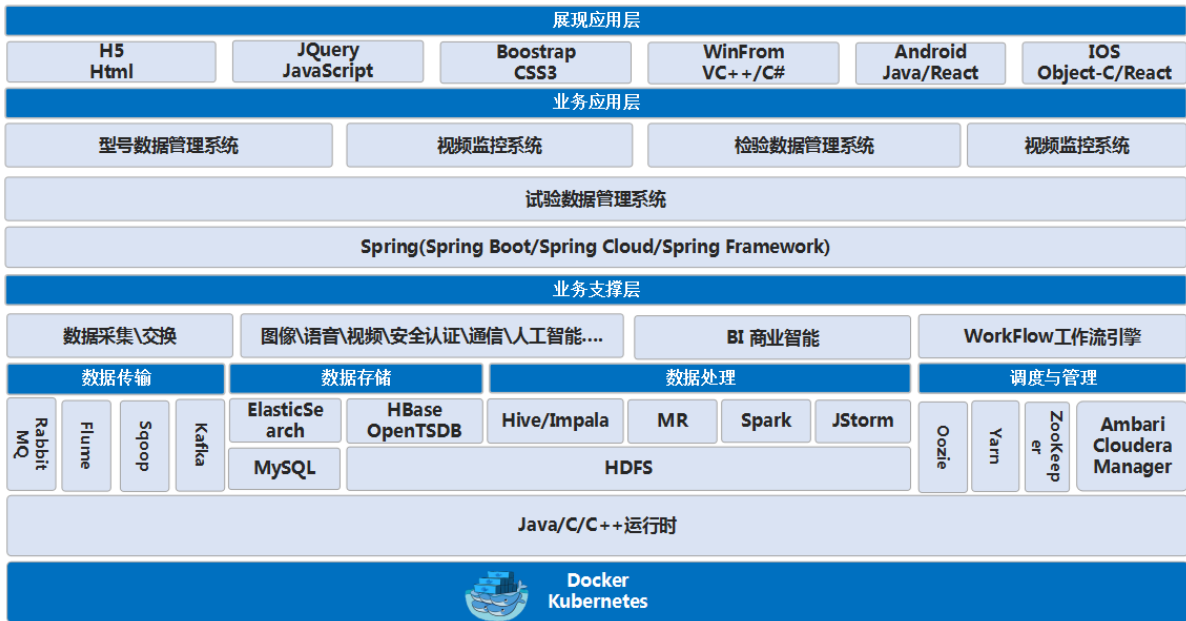 展现应用层
H5
Html
JQuery
JavaScript
Boostrap
CSS3
WinFrom
VC++/C#
Android
Java/React
IOS
Object-C/React
业务应用层
型号数据管理系统
视频监控系统
检验数据管理系统
视频监控系统
试验数据管理系统
Spring(Spring Boot/Spring Cloud/Spring Framework)
业务支撑层
数据采集\交换
图像\语音\视频\安全认证\通信\人工智能....
BI 商业智能
WorkFlow工作流引擎
数据传输
数据存储
数据处理
调度与管理
Rabbit
MQ
Flume
Sqoop
Kafka
ElasticSe
arch
HBase
OpenTSDB
MySQL
Hive/Impala
MR
Spark
JStorm
HDFS
Oozie
Yarn
ZooKeep
er
Ambari
Cloudera
Manager
Java/C/C++运行时
Docker
Kubernetes